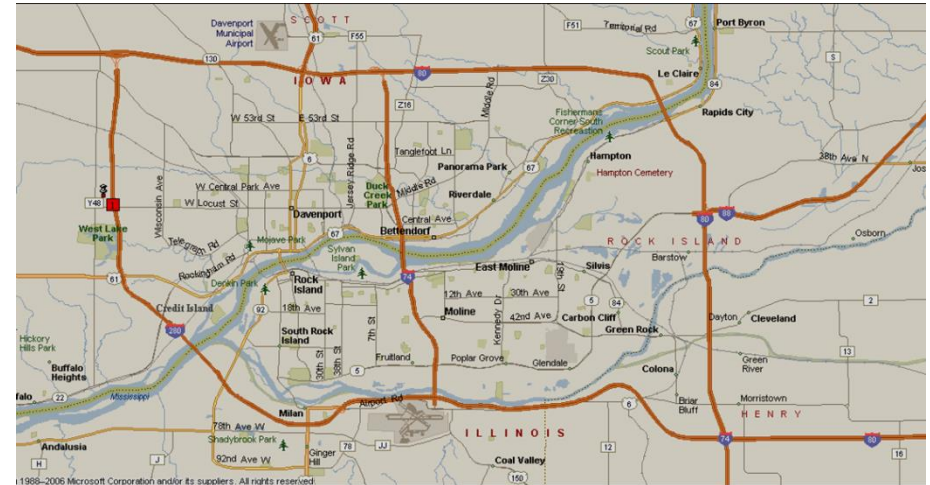 Davenport
Municipal
Airport
SCOTT
61
F55
F51
Territorial Rd
67
Port Byron
Scout Park
S
130
IOWA
80
Le Claire
84
Z30
Z16
Middle Rd
Rapids City
W 53rd St
E 53rd St
Fishermans
Corner South
Recreation
6
Jersey Ridge Rd
Tanglefoot Ln
Panorama Park
67
Hampton
Hampton Cemetery
38th Ave N
Jos
Wisconsin Ave
W Central Park Ave
Duck
Creek
Park
Middle Rd
Riverdale
Y48
W Locust St
Davenport
Central Ave
80
88
West Lake
Park
Telegraph Rd
Mojave Park
67
Bettendorf
ROCK ISLAND
Osborn
Rockingham Rd
Sylvan
Island
Park
East Moline
Silvis
Barstow
61
Denkin Park
Rock
Island
74
19th St
Credit Island
92
18th Ave
12th Ave
30th Ave
5
84
2
Moline
Kennedy Dr
42nd Ave
Carbon Cliff
Dayton
Cleveland
280
South Rock
Island
7th St
Green Rock
Hickory
Hills Park
30th St
38th St
Fruitland
Poplar Grove
Glendale
13
Buffalo
Heights
5
Colona
Green
River
alo
22
Mississippi
Milan
Airport Rd
6
Briar
Bluff
Morristown
HENRY
78th Ave W
ILLINOIS
Shadybrook Park
Andalusia
78
JJ
12
74
80
92nd Ave W
Ginger
Hill
16
H
J
Coal Valley
150
1988–2006 Microsoft Corporation and/or its suppliers. All rights reserved.